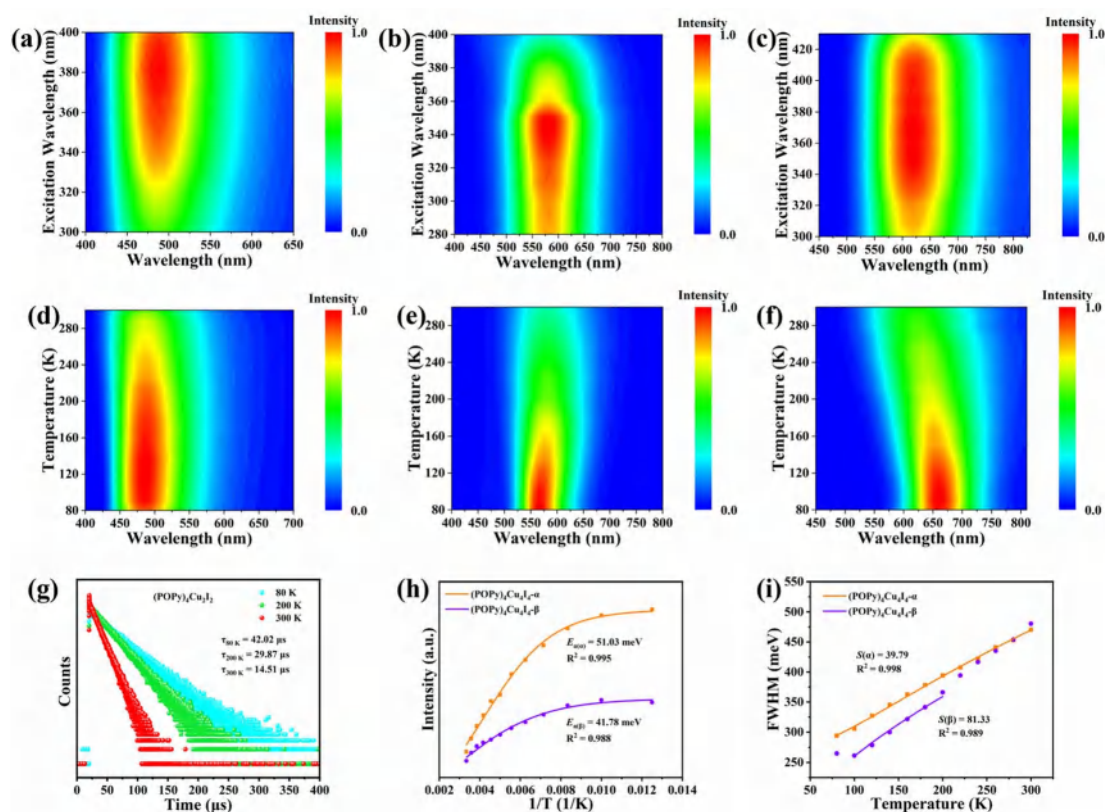 (a)
Excitation Wavelength (nm)
400
380
360
340
320
300
400 450 500 550 600 650
Wavelength (nm)
Intensity
1.0
0.0
(b)
Excitation Wavelength (nm)
400
380
360
340
320
300
280
400 450 500 550 600 650 700 750 800
Wavelength (nm)
Intensity
1.0
0.0
(c)
Excitation Wavelength (nm)
420
400
380
360
340
320
300
450 500 550 600 650 700 750 800
Wavelength (nm)
Intensity
1.0
0.0
(d)
Temperature (K)
280
240
200
160
120
80
400 450 500 550 600 650 700
Wavelength (nm)
Intensity
1.0
0.0
(e)
Temperature (K)
280
240
200
160
120
80
400 450 500 550 600 650 700 750 800
Wavelength (nm)
Intensity
1.0
0.0
(f)
Temperature (K)
280
240
200
160
120
80
450 500 550 600 650 700 750 800
Wavelength (nm)
Intensity
1.0
0.0
(g)
Counts
(POPy)₄Cu₂I₂
80 K
200 K
300 K
τ80 K = 42.02 μs
τ200 K = 29.87 μs
τ300 K = 14.51 μs
0 50 100 150 200 250 300 350 400
Time (μs)
(h)
Intensity (a.u.)
(POPy)₄Cu₄I₄-α
(POPy)₄Cu₄I₄-β
Ea(α) = 51.03 meV
R² = 0.995
Ea(β) = 41.78 meV
R² = 0.988
0.002 0.004 0.006 0.008 0.010 0.012 0.014
1/T (1/K)
(i)
FWHM (meV)
550
500
450
400
350
300
250
(POPy)₄Cu₄I₄-α
(POPy)₄Cu₄I₄-β
S(α) = 39.79
R² = 0.998
S(β) = 81.33
R² = 0.989
50 100 150 200 250 300
Temperature (K)